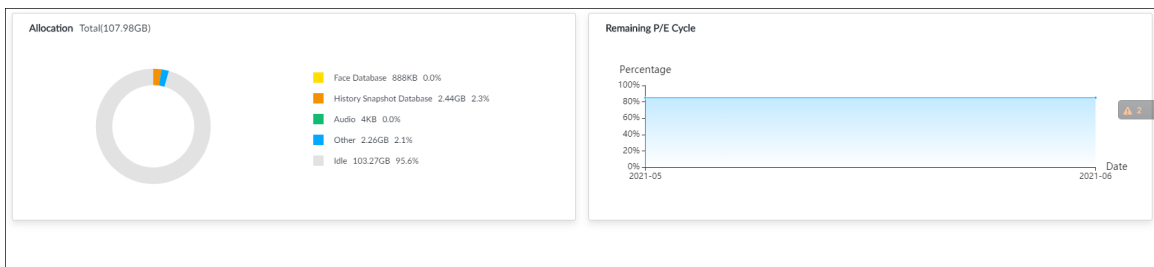 Allocation Total(107.98GB)
Face Database 888KB 0.0%
History Snapshot Database 2.44GB 2.3%
Audio 4KB 0.0%
Other 2.26GB 2.1%
Idle 103.27GB 95.6%
Remaining P/E Cycle
Percentage
100%
80%
60%
40%
20%
0%
2021-05
2021-06
Date
2